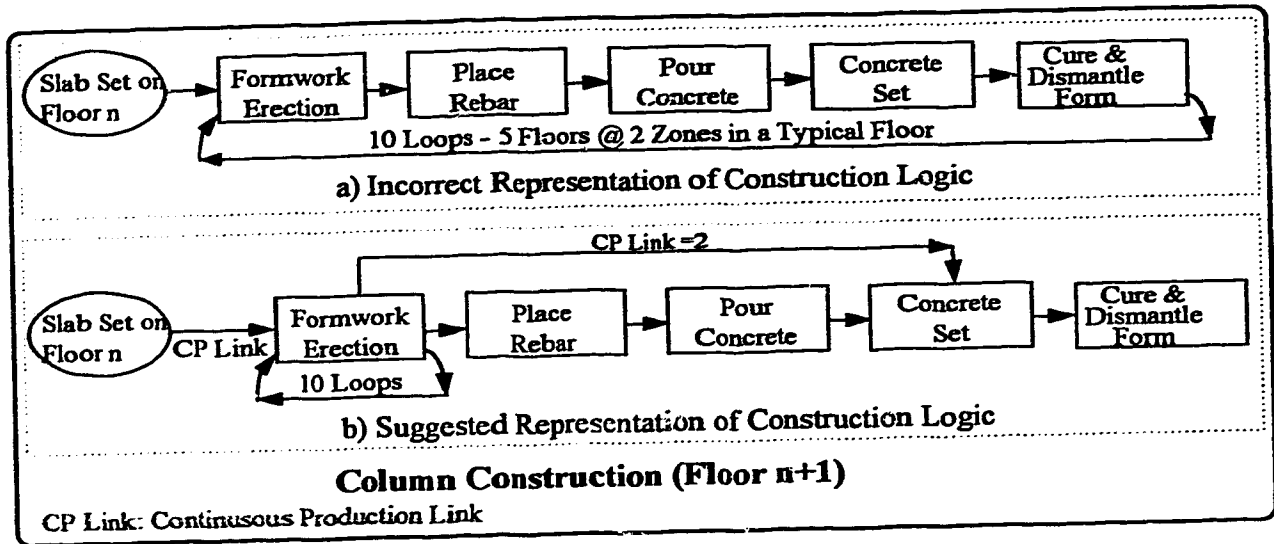 Slab Set on
Floor n
Formwork
Erection
Place
Rebar
Pour
Concrete
Concrete
Set
Cure &
Dismantle
Form
10 Loops - 5 Floors @ 2 Zones in a Typical Floor
a) Incorrect Representation of Construction Logic
CP Link =2
Slab Set on
Floor n
CP Link
Formwork
Erection
10 Loops
Place
Rebar
Pour
Concrete
Concrete
Set
Cure &
Dismantle
Form
b) Suggested Representation of Construction Logic
Column Construction (Floor n+1)
CP Link: Continusous Production Link